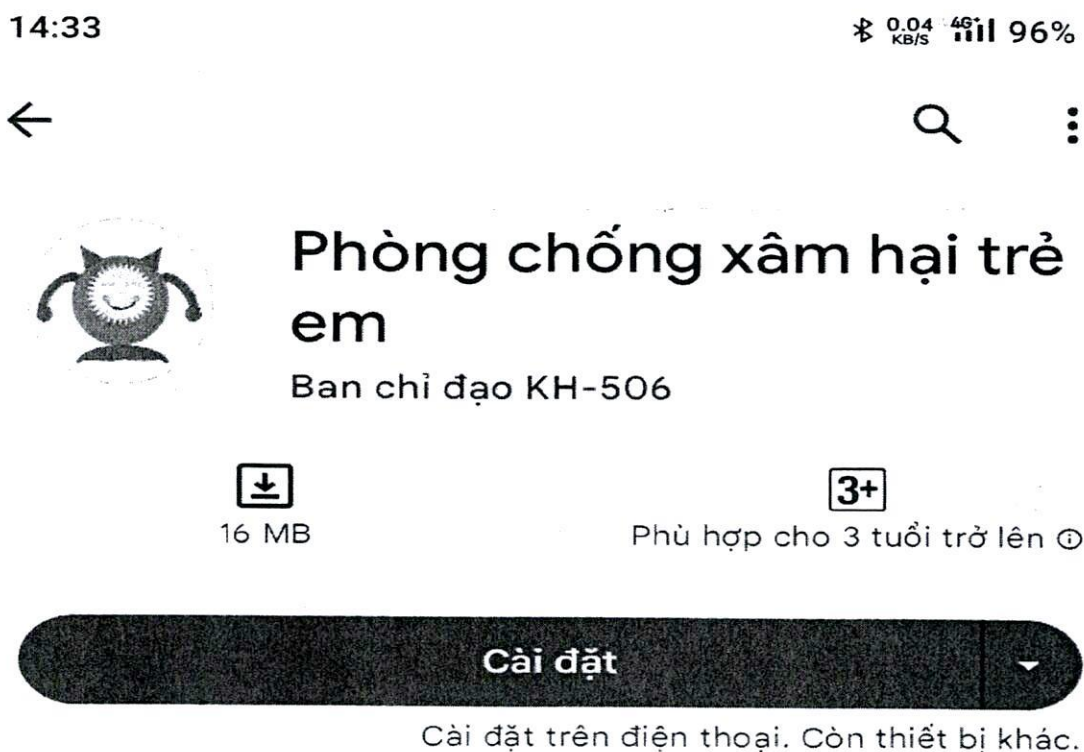 14:33 0.04 KB/S 4G+ 96%
Phòng chống xâm hại trẻ
em
Ban chỉ đạo KH-506
3+
16 MB Phù hợp cho 3 tuổi trở lên
Cài đặt
Cài đặt trên điện thoại. Còn thiết bị khác.